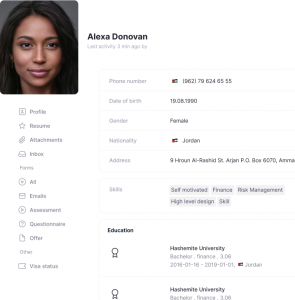 Alexa Donovan
Last activity 3 min ago by
Phone number (962) 79 624 65 55
Date of birth 19.08.1990
Gender Female
Nationality Jordan
Address 9 Hroun Al-Rashid St. Arjan P.O. Box 6070, Amma
Skills Self motivated Finance Risk Management
High level design Skill
Profile
Resume
Attachments
Inbox
Forms
All
Emails
Assessment
Questionnaire
Offer
Other
Visa status
Education
Hashemite University
Bachelor . finance . 3.06
2016-01-16 - 2019-01-01, Jordan
Hashemite University
Bachelor . finance . 3.06